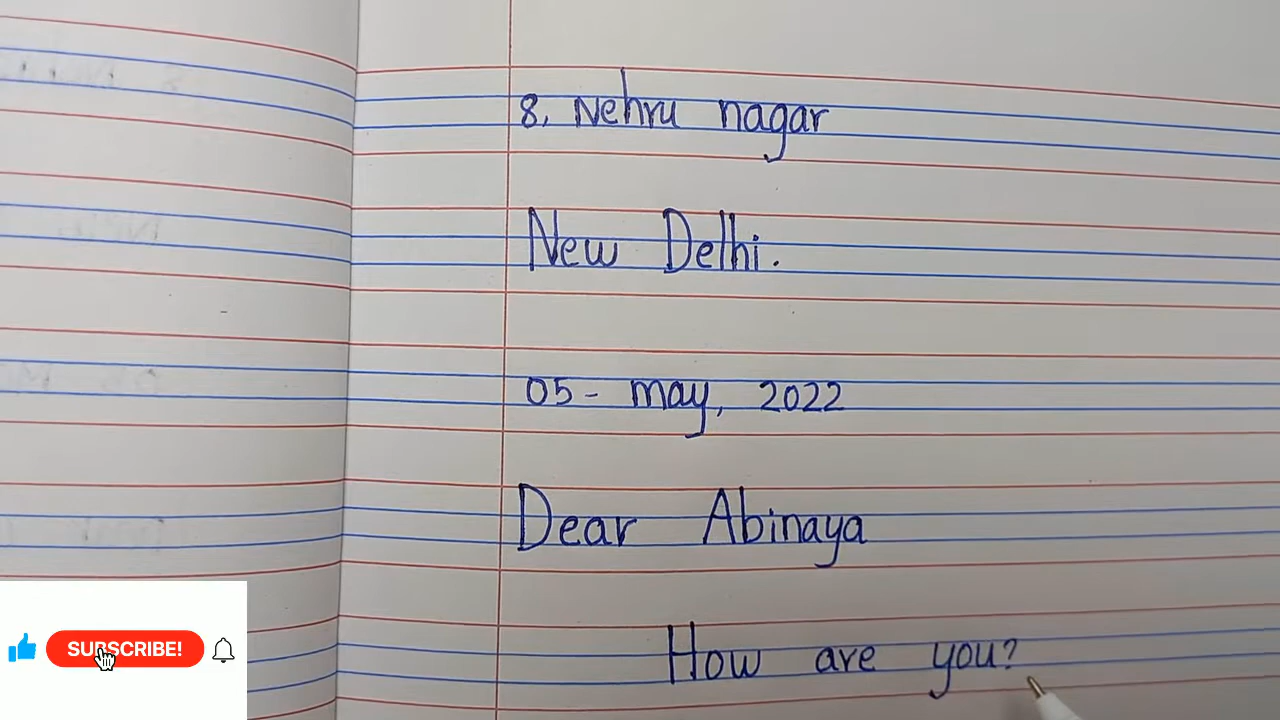 8, Nehru nagar
New Delhi.
05- may, 2022
Dear Abinaya
How are you?
SUBSCRIBE!